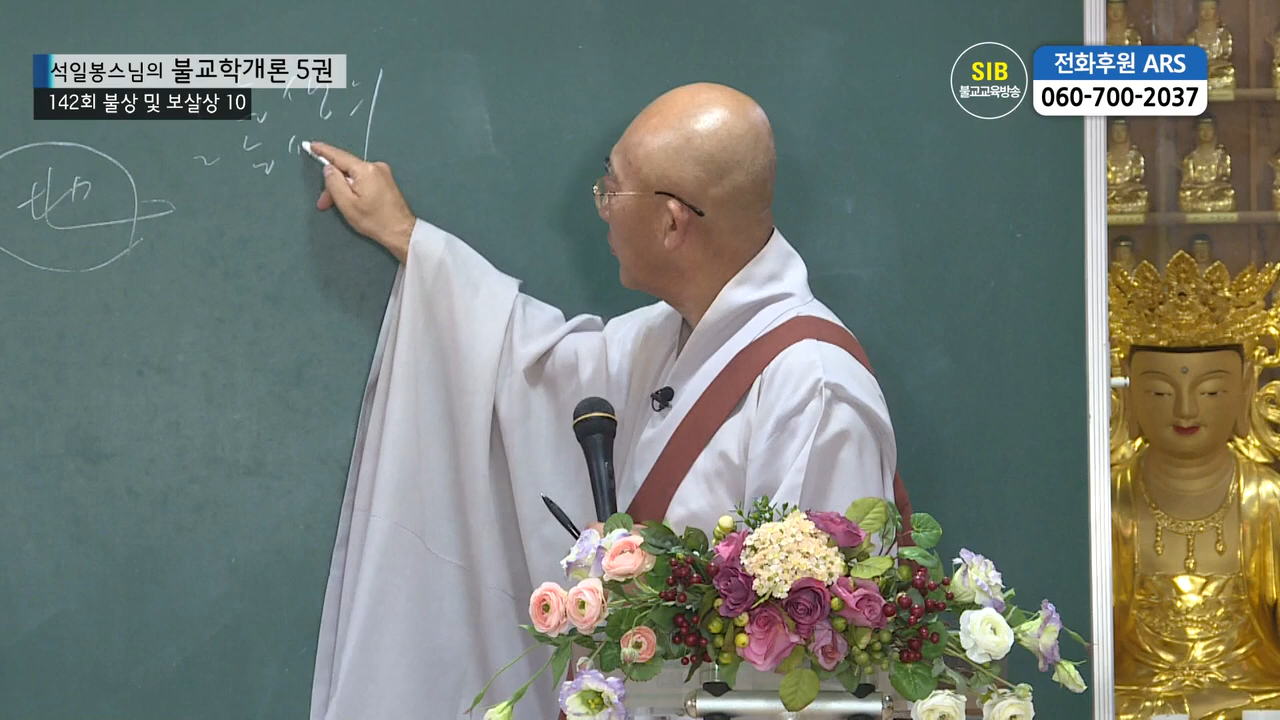 석일봉스님의 불교학개론 5권
142회 불상 및 보살상 10
SIB
불교교육방송
전화후원 ARS
060-700-2037